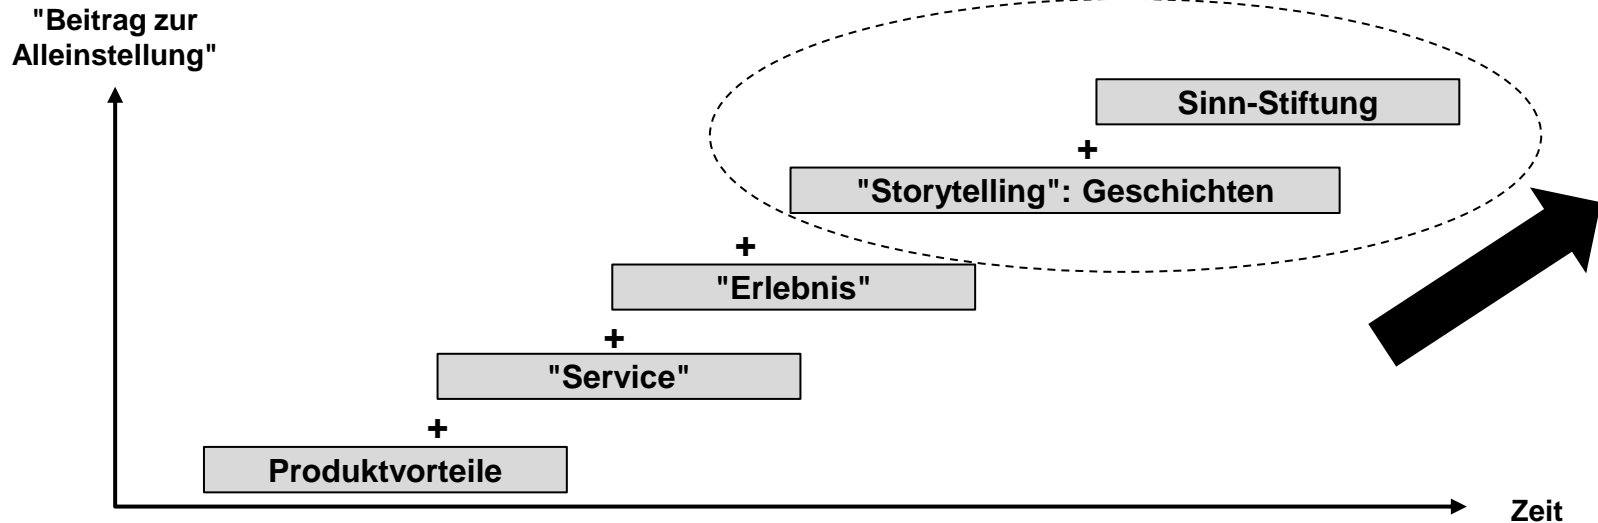 "Beitrag zur
Alleinstellung"
Sinn-Stiftung
+
"Storytelling": Geschichten
+
"Erlebnis"
+
"Service"
+
Produktvorteile
Zeit